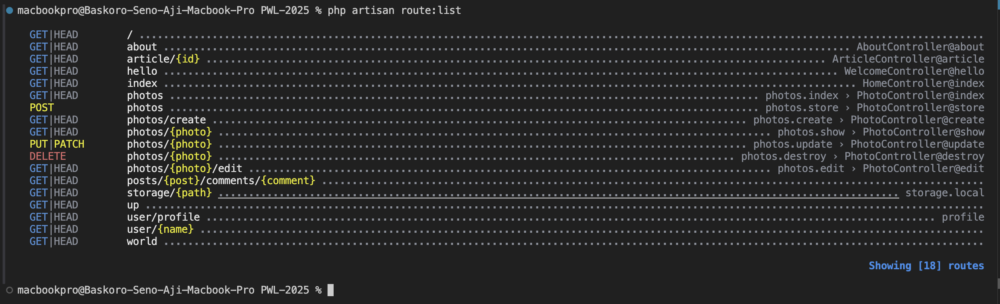 macbookpro@Baskoro-Seno-Aji-Macbook-Pro PWL-2025 % php artisan route:list
GET|HEAD / ........................................
GET|HEAD about ........................................ AboutController@about
GET|HEAD article/{id} ........................................ ArticleController@article
GET|HEAD hello ........................................ WelcomeController@hello
GET|HEAD index ........................................ HomeController@index
GET|HEAD photos ........................................ photos.index › PhotoController@index
POST photos ........................................ photos.store › PhotoController@store
GET|HEAD photos/create ........................................ photos.create › PhotoController@create
GET|HEAD photos/{photo} ........................................ photos.show › PhotoController@show
PUT|PATCH photos/{photo} ........................................ photos.update › PhotoController@update
DELETE photos/{photo} ........................................ photos.destroy › PhotoController@destroy
GET|HEAD photos/{photo}/edit ........................................ photos.edit › PhotoController@edit
GET|HEAD posts/{post}/comments/{comment} ........................................
GET|HEAD storage/{path} ........................................ storage.local
GET|HEAD up ........................................
GET|HEAD user/profile ........................................ profile
GET|HEAD user/{name} ........................................
GET|HEAD world ........................................
Showing [18] routes
macbookpro@Baskoro-Seno-Aji-Macbook-Pro PWL-2025 %